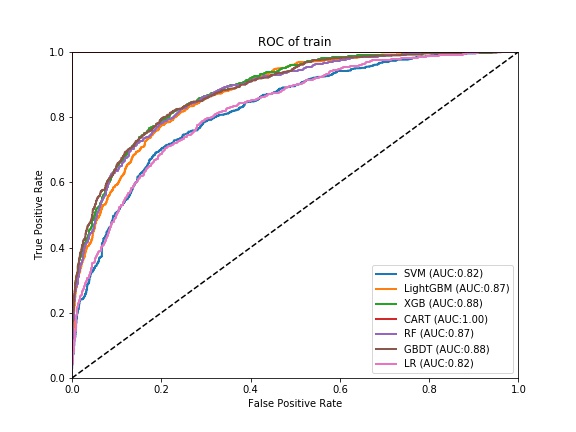 ROC of train
1.0
0.8
0.6
0.4
0.2
0.0
True Positive Rate
0.0 0.2 0.4 0.6 0.8 1.0
False Positive Rate
SVM (AUC:0.82)
LightGBM (AUC:0.87)
XGB (AUC:0.88)
CART (AUC:1.00)
RF (AUC:0.87)
GBDT (AUC:0.88)
LR (AUC:0.82)